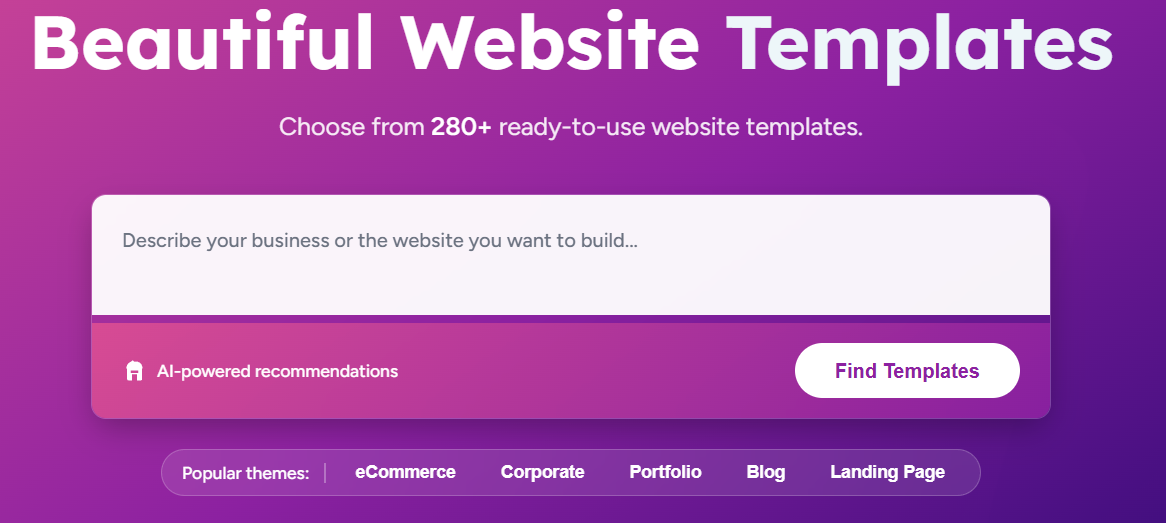 Beautiful Website Templates
Choose from 280+ ready-to-use website templates.
Describe your business or the website you want to build...
AI-powered recommendations
Find Templates
Popular themes: | eCommerce Corporate Portfolio Blog Landing Page